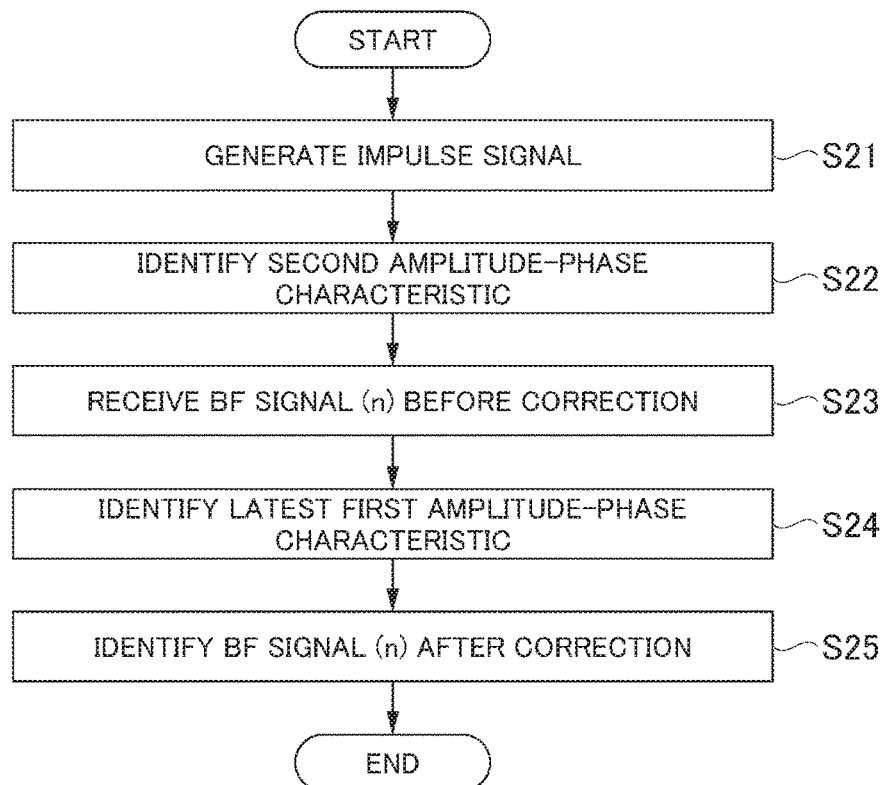 START
GENERATE IMPULSE SIGNAL
S21
IDENTIFY SECOND AMPLITUDE-PHASE
CHARACTERISTIC
S22
RECEIVE BF SIGNAL (n) BEFORE CORRECTION
S23
IDENTIFY LATEST FIRST AMPLITUDE-PHASE
CHARACTERISTIC
S24
IDENTIFY BF SIGNAL (n) AFTER CORRECTION
S25
END